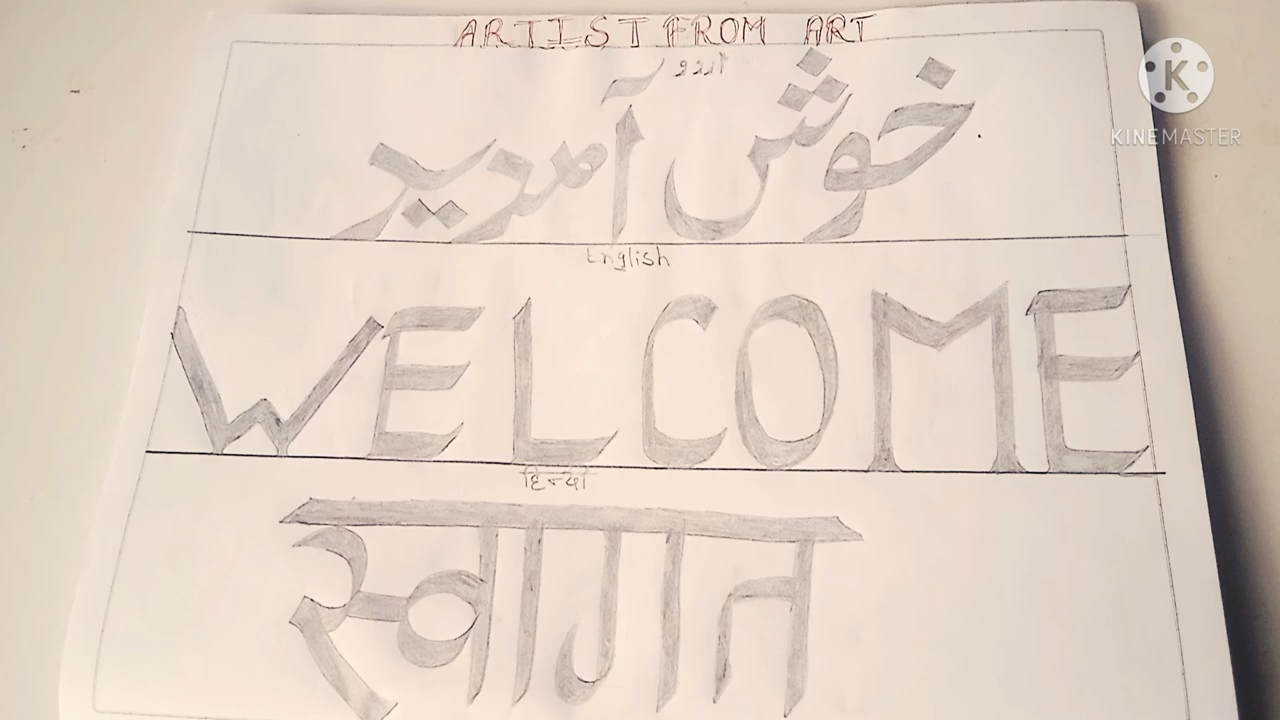 ARTIST FROM ART
اردو
خوش آمدید
English
WELCOME
हिन्दी
स्वागत
KINEMASTER